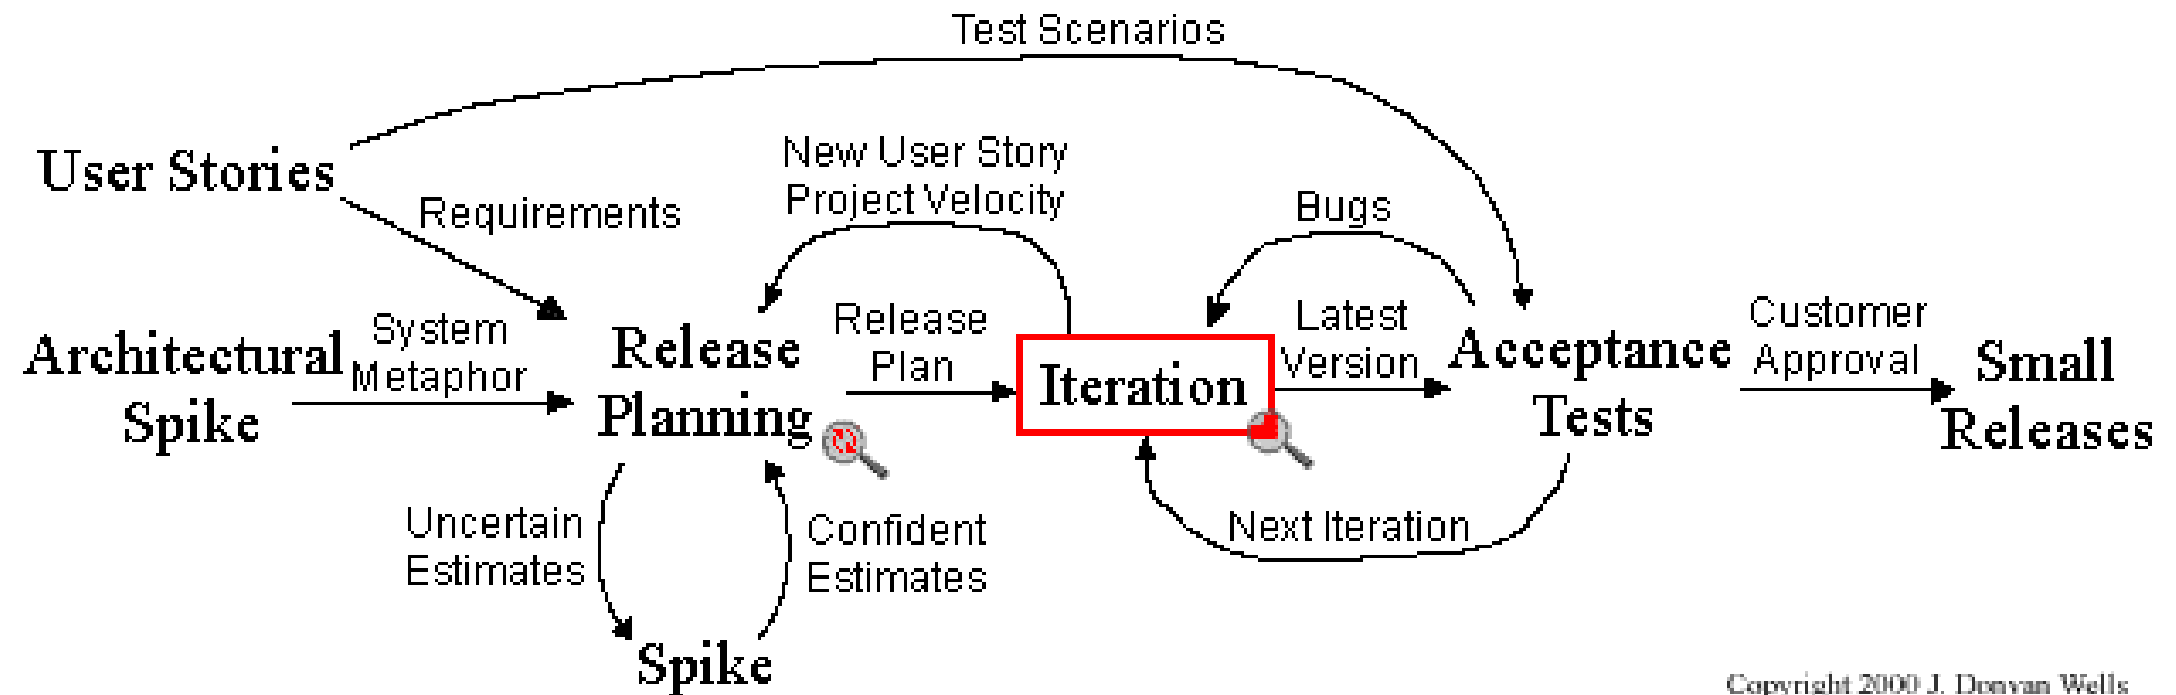 Test Scenarios
User Stories
New User Story
Project Velocity
Requirements
Bugs
Architectural
Spike
System
Metaphor
Release
Planning
Release
Plan
Iteration
Latest
Version
Acceptance
Tests
Customer
Approval
Small
Releases
Uncertain
Estimates
Confident
Estimates
Next Iteration
Spike
Copyright 2000 J. Donvan Wells